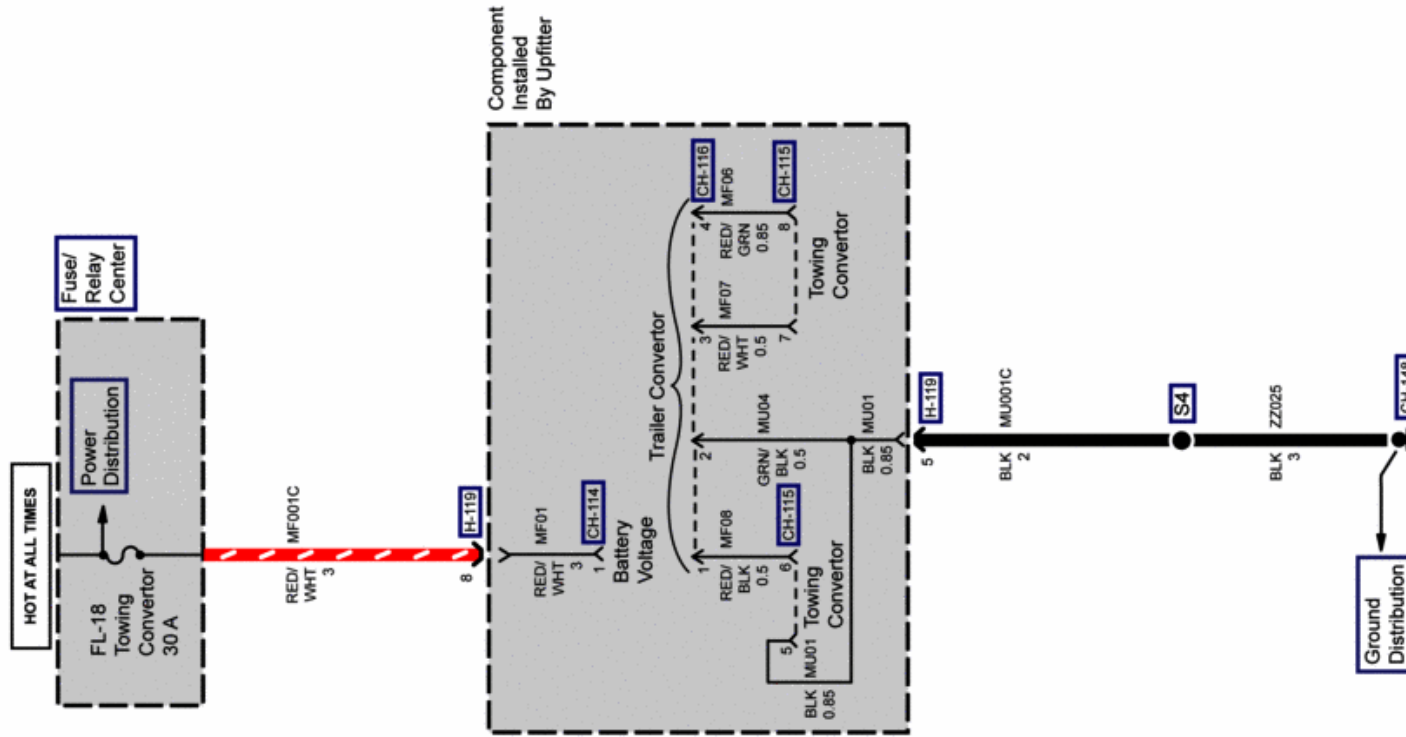 HOT AT ALL TIMES
Fuse/
Relay
Center
Power
Distribution
FL-18
Towing
Convertor
30 A
RED/
WHT
3
MF001C
8
H-119
Component
Installed
By Upfitter
RED/
WHT
3
MF01
1
CH-114
Battery
Voltage
Trailer Convertor
CH-116
1
2
3
4
RED/
BLK
0.5
MF08
GRN/
BLK
0.5
MU04
RED/
WHT
0.5
MF07
RED/
GRN
0.85
MF06
6
CH-115
7
8
CH-115
5
Towing
Convertor
Towing
Convertor
BLK
0.85
MU01
BLK
0.85
MU01
5
H-119
BLK
2
MU001C
S4
BLK
3
ZZ025
Ground
Distribution